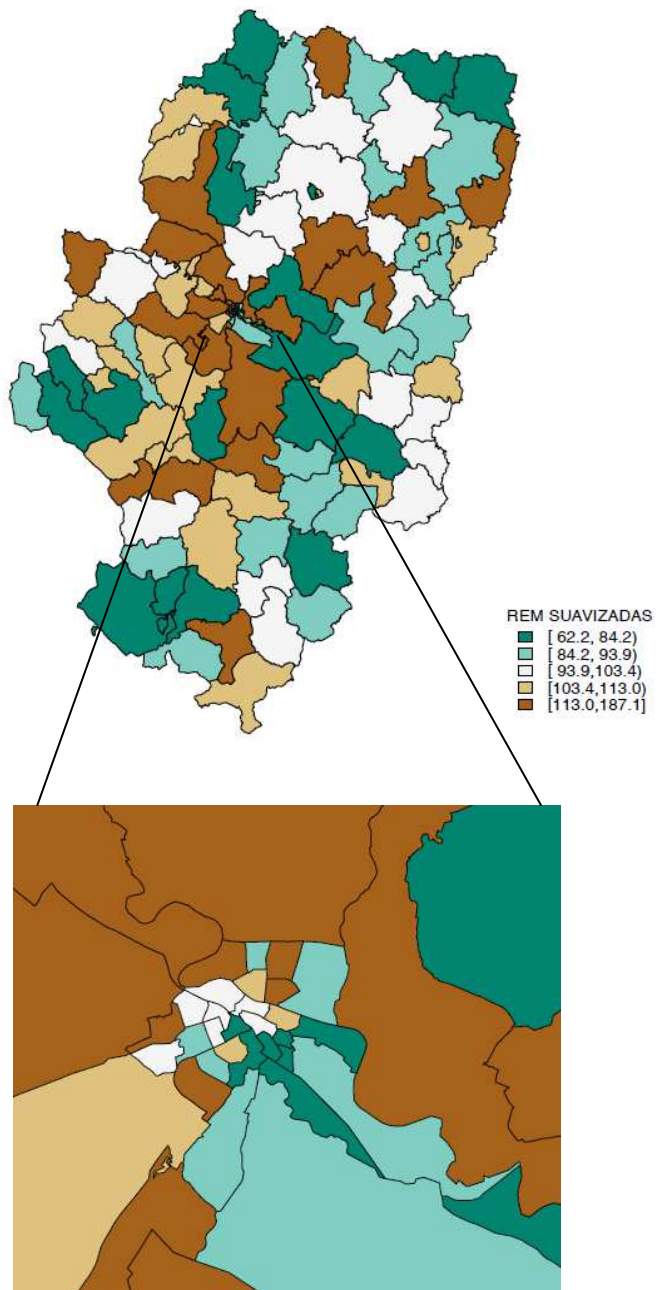 REM SUAVIZADAS
[ 62.2, 84.2)
[ 84.2, 93.9)
[ 93.9,103.4)
[103.4,113.0)
[113.0,187.1]